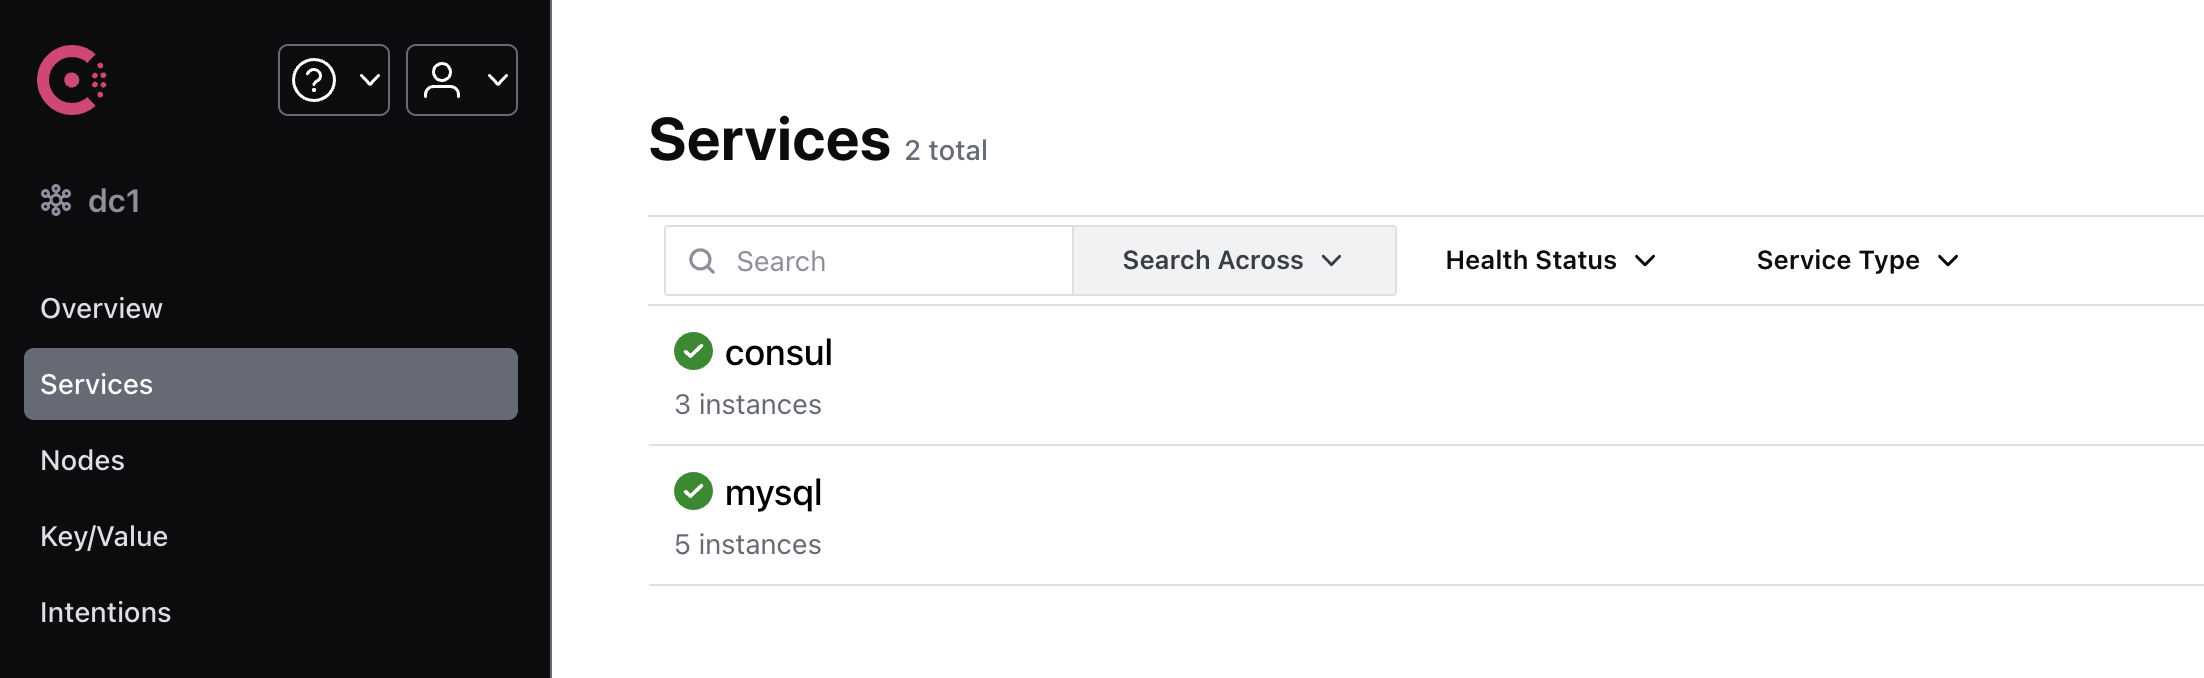 dc1
Overview
Services
Nodes
Key/Value
Intentions
Services 2 total
Search Search Across Health Status Service Type
consul
3 instances
mysql
5 instances